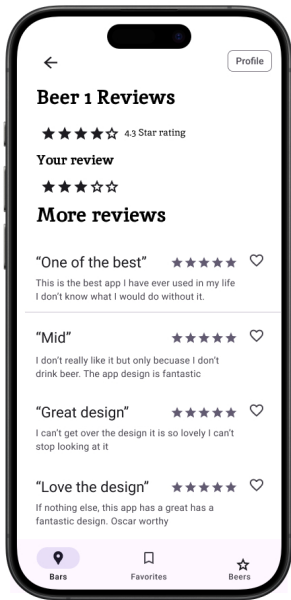 Profile
Beer 1 Reviews
4.3 Star rating
Your review
More reviews
“One of the best”
This is the best app I have ever used in my life
I don't know what I would do without it.
“Mid”
I don't really like it but only becuase I don't
drink beer. The app design is fantastic
“Great design”
I can't get over the design it is so lovely I can't
stop looking at it
“Love the design”
If nothing else, this app has a great has a
fantastic design. Oscar worthy
Bars
Favorites
Beers